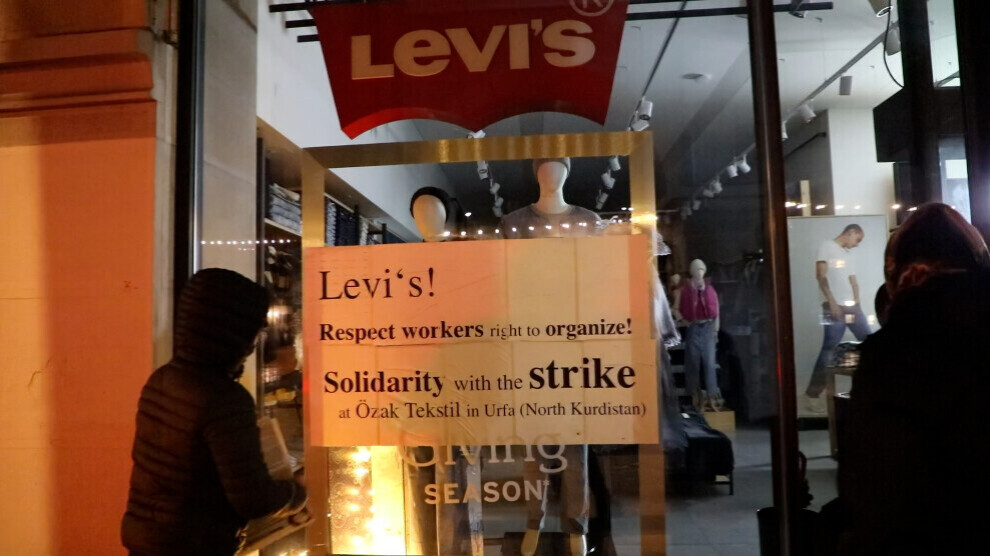 LEVI'S ®
Levi‘s!
Respect workers right to organize!
Solidarity with the strike
at Özak Tekstil in Urfa (North Kurdistan)
Giving
SEASON